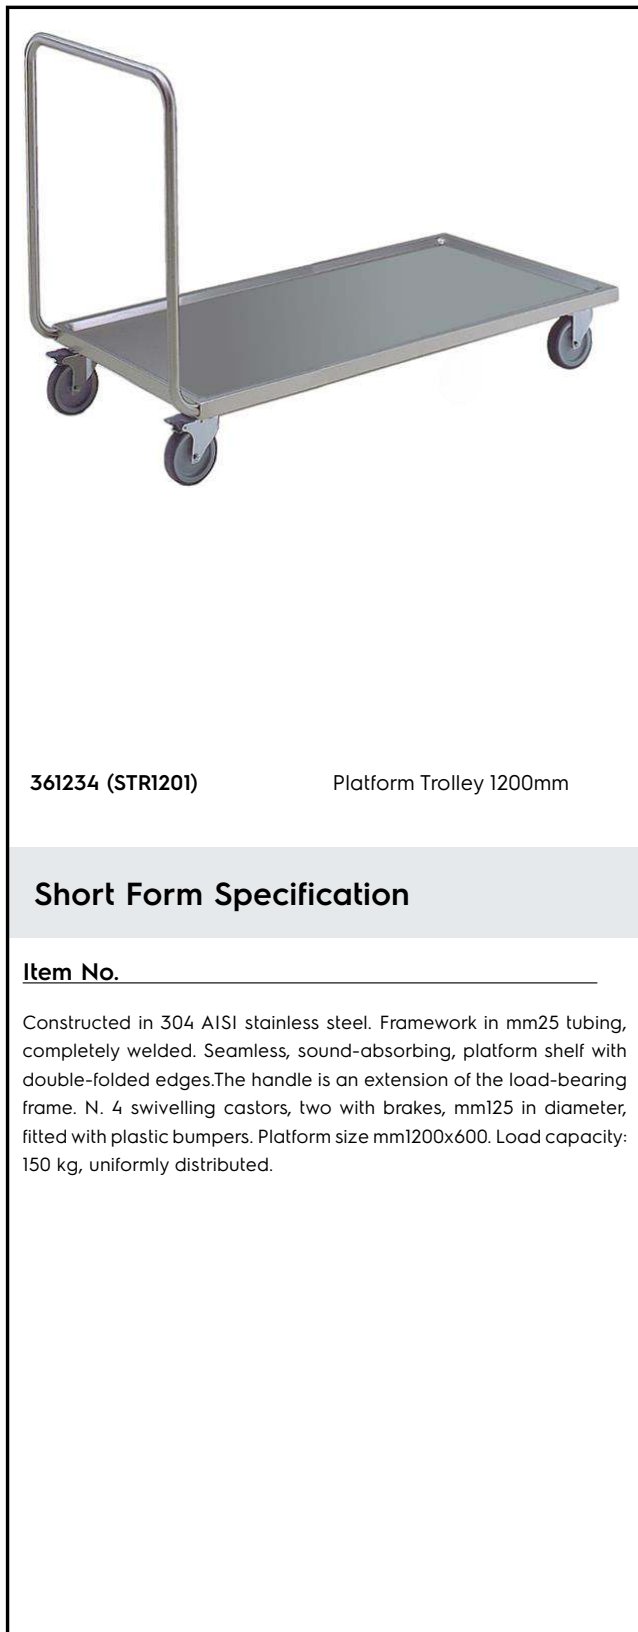 361234 (STR1201) Platform Trolley 1200mm
Short Form Specification
Item No.
Constructed in 304 AISI stainless steel. Framework in mm25 tubing,
completely welded. Seamless, sound-absorbing, platform shelf with
double-folded edges.The handle is an extension of the load-bearing
frame. N. 4 swivelling castors, two with brakes, mm125 in diameter,
fitted with plastic bumpers. Platform size mm1200x600. Load capacity:
150 kg, uniformly distributed.